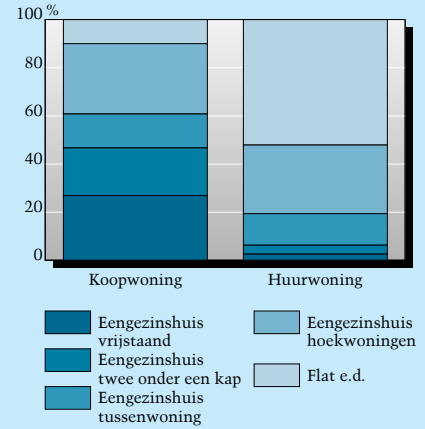 100 %
80
60
40
20
0
Koopwoning
Huurwoning
Eengezinshuis
vrijstaand
Eengezinshuis
twee onder een kap
Eengezinshuis
tussenwoning
Eengezinshuis
hoekwoningen
Flat e.d.